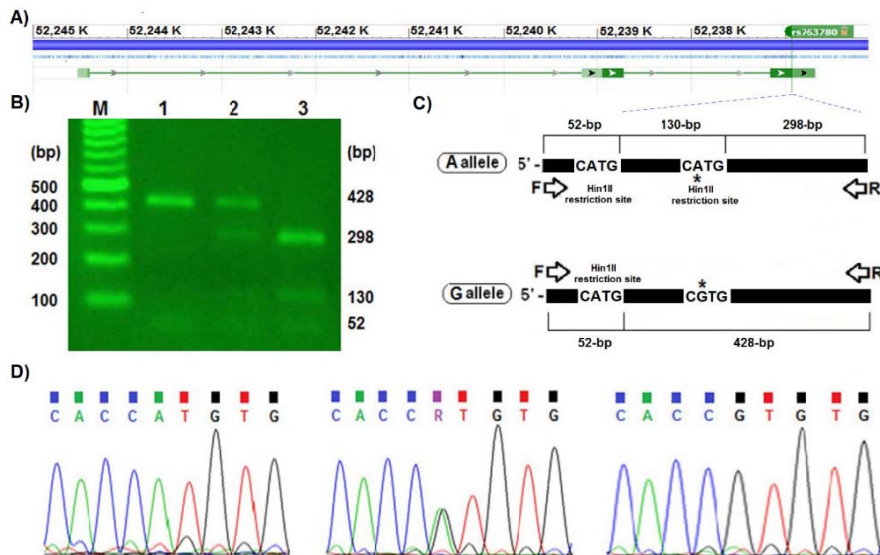 A)
52,245 K 52,244 K 52,243 K 52,242 K 52,241 K 52,240 K 52,239 K 52,238 K rs763780
B)
M 1 2 3
(bp) (bp)
500
400
300
200
100
428
298
130
52
C)
52-bp 130-bp 298-bp
A allele 5' - CATG CATG
F * R
Hin1II restriction site
Hin1II restriction site
F Hin1II restriction site * R
G allele 5' - CATG CGTG
52-bp 428-bp
D)
C A C C A T G T G
C A C C R T G T G
C A C C G T G T G